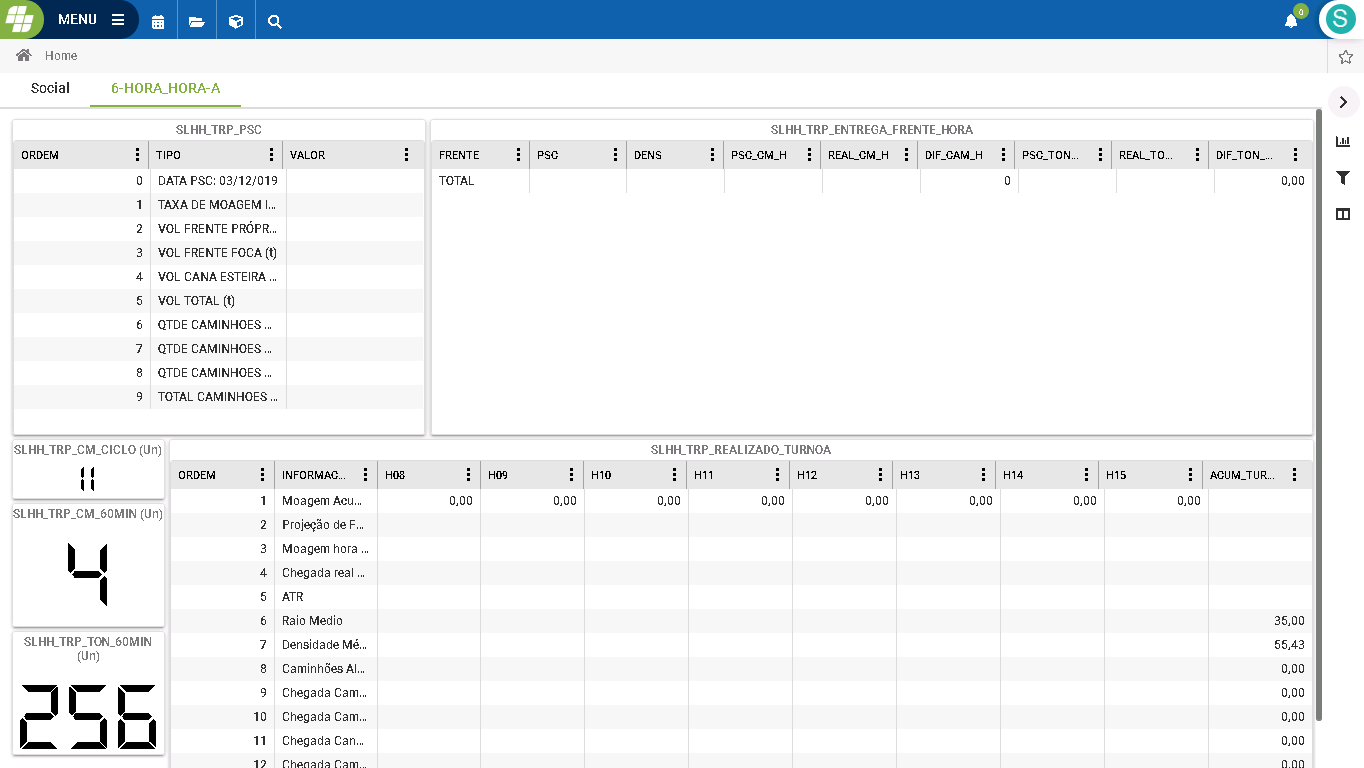 MENU
0
S
Home
Social 6-HORA_HORA-A
SLHH_TRP_PSC
ORDEM TIPO VALOR
0 DATA PSC: 03/12/019
1 TAXA DE MOAGEM I...
2 VOL FRENTE PRÓPR...
3 VOL FRENTE FOCA (t)
4 VOL CANA ESTEIRA ...
5 VOL TOTAL (t)
6 QTDE CAMINHOES ...
7 QTDE CAMINHOES ...
8 QTDE CAMINHOES ...
9 TOTAL CAMINHOES ...
SLHH_TRP_ENTREGA_FRENTE_HORA
FRENTE PSC DENS PSC_CM_H REAL_CM_H DIF_CAM_H PSC_TON... REAL_TO... DIF_TON_...
TOTAL 0 0,00
SLHH_TRP_CM_CICLO (Un)
11
SLHH_TRP_CM_60MIN (Un)
4
SLHH_TRP_TON_60MIN
(Un)
256
SLHH_TRP_REALIZADO_TURNOA
ORDEM INFORMAC... H08 H09 H10 H11 H12 H13 H14 H15 ACUM_TUR...
1 Moagem Acu... 0,00 0,00 0,00 0,00 0,00 0,00 0,00 0,00
2 Projeção de F...
3 Moagem hora ...
4 Chegada real ...
5 ATR
6 Raio Medio 35,00
7 Densidade Mé... 55,43
8 Caminhões Al... 0,00
9 Chegada Cam... 0,00
10 Chegada Cam... 0,00
11 Chegada Can... 0,00
12 Chegada Cam... 0,00